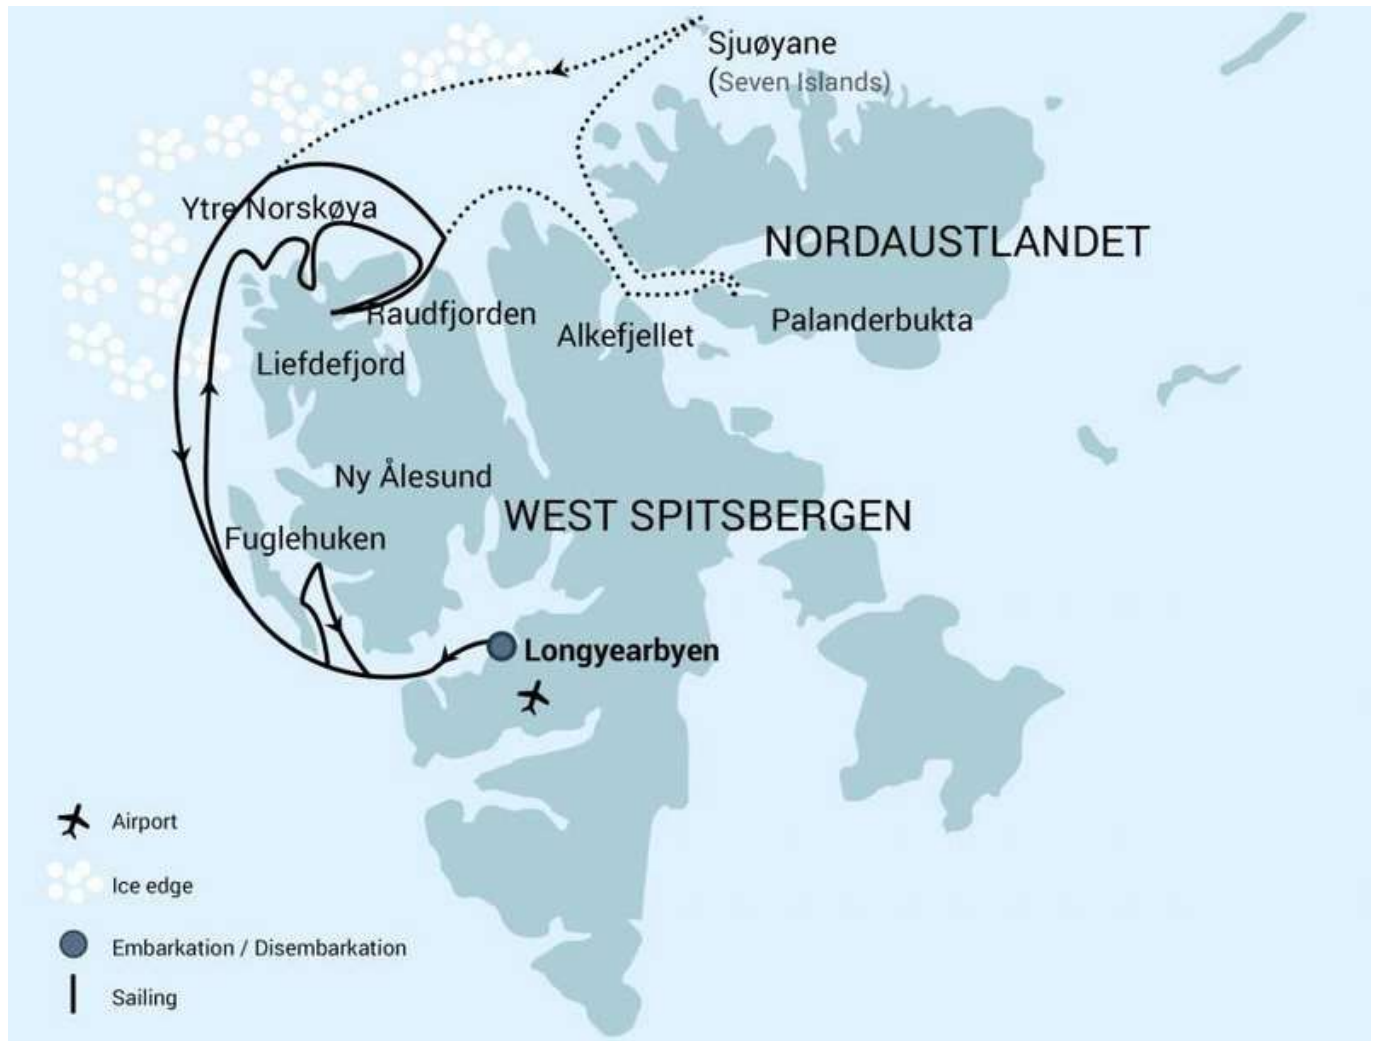 Sjuøyane
(Seven Islands)
Ytre Norskøya
NORDAUSTLANDET
Raudfjorden
Alkefjellet
Palanderbukta
Liefdefjord
Ny Ålesund
WEST SPITSBERGEN
Fuglehuken
Longyearbyen
Airport
Ice edge
Embarkation / Disembarkation
Sailing